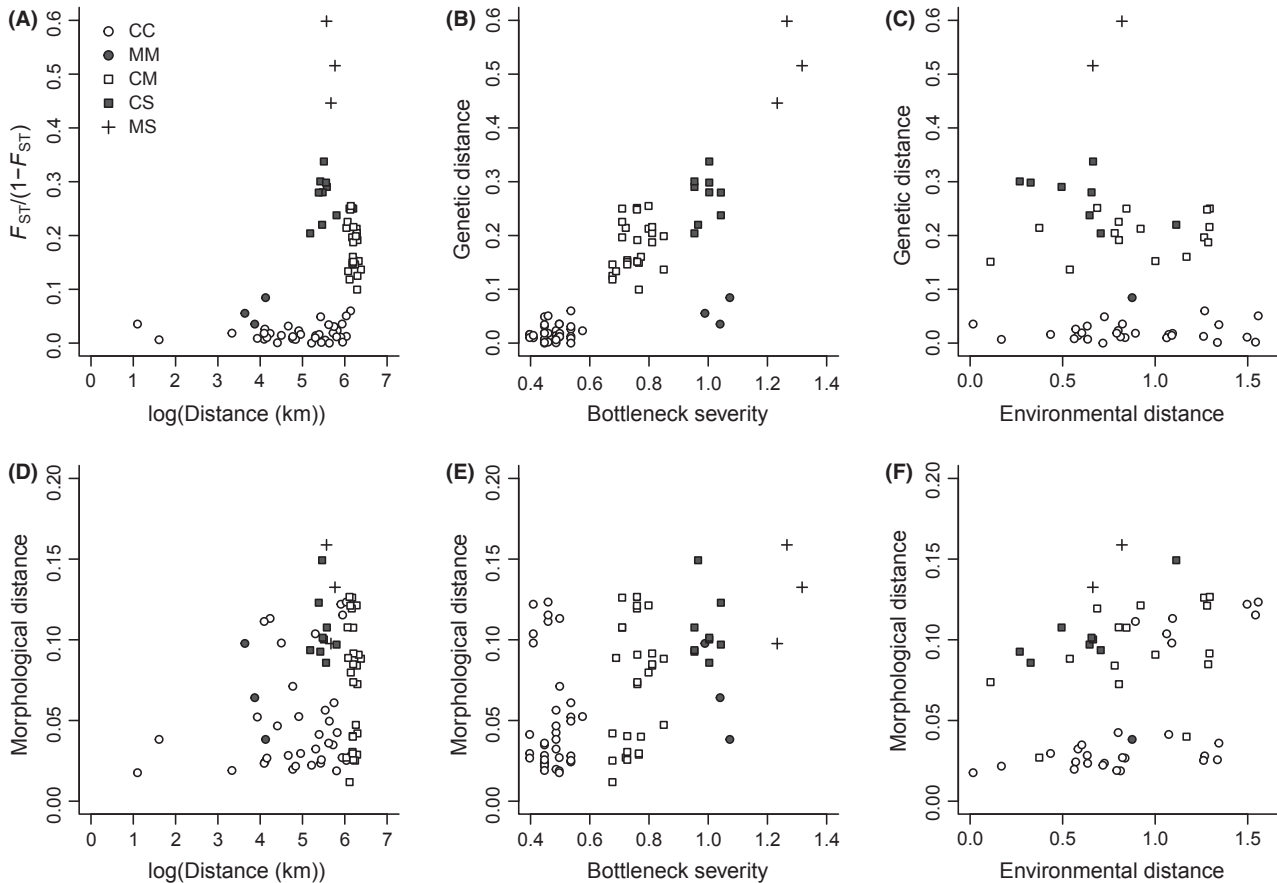 (A)
CC
MM
CM
CS
MS
F_ST/(1−F_ST)
0.0 0.1 0.2 0.3 0.4 0.5 0.6
0 1 2 3 4 5 6 7
log(Distance (km))
(B)
Genetic distance
0.0 0.1 0.2 0.3 0.4 0.5 0.6
0.4 0.6 0.8 1.0 1.2 1.4
Bottleneck severity
(C)
Genetic distance
0.0 0.1 0.2 0.3 0.4 0.5 0.6
0.0 0.5 1.0 1.5
Environmental distance
(D)
Morphological distance
0.00 0.05 0.10 0.15 0.20
0 1 2 3 4 5 6 7
log(Distance (km))
(E)
Morphological distance
0.00 0.05 0.10 0.15 0.20
0.4 0.6 0.8 1.0 1.2 1.4
Bottleneck severity
(F)
Morphological distance
0.00 0.05 0.10 0.15 0.20
0.0 0.5 1.0 1.5
Environmental distance